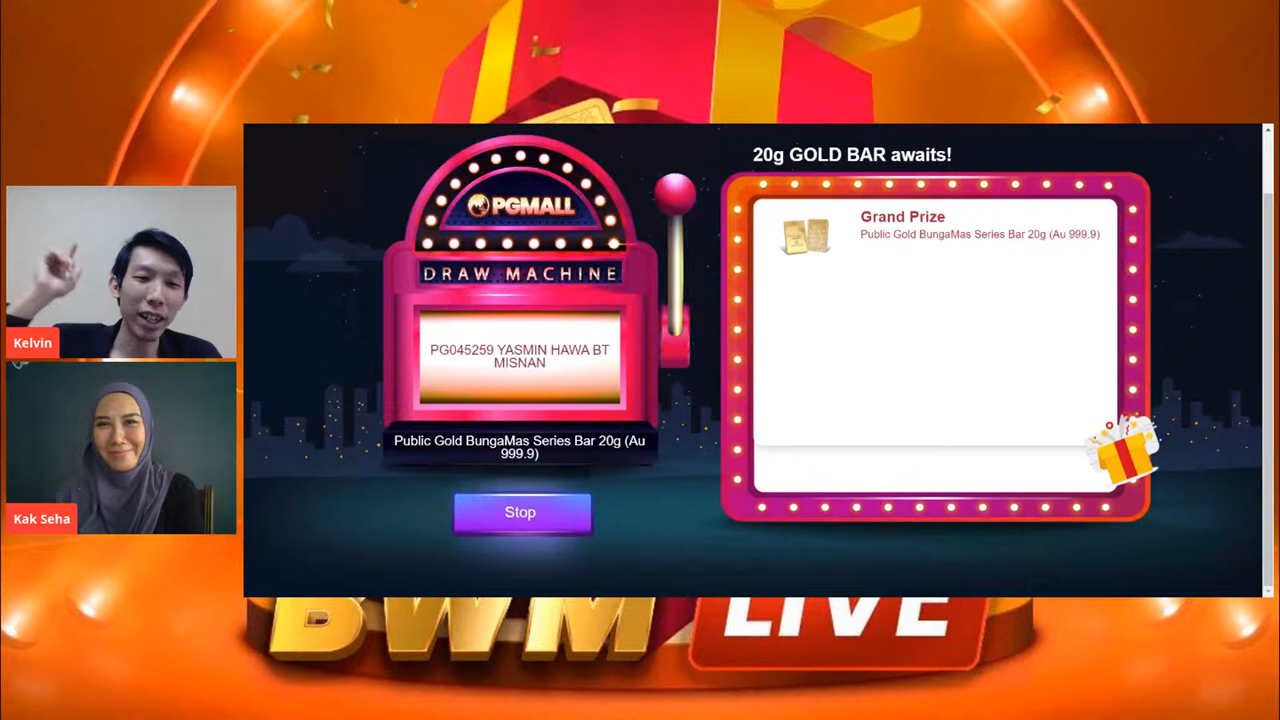 20g GOLD BAR awaits!
PGMALL
DRAW MACHINE
PG045259 YASMIN HAWA BT
MISNAN
Public Gold BungaMas Series Bar 20g (Au
999.9)
Stop
Grand Prize
Public Gold BungaMas Series Bar 20g (Au 999.9)
Kelvin
Kak Seha
BWM LIVE